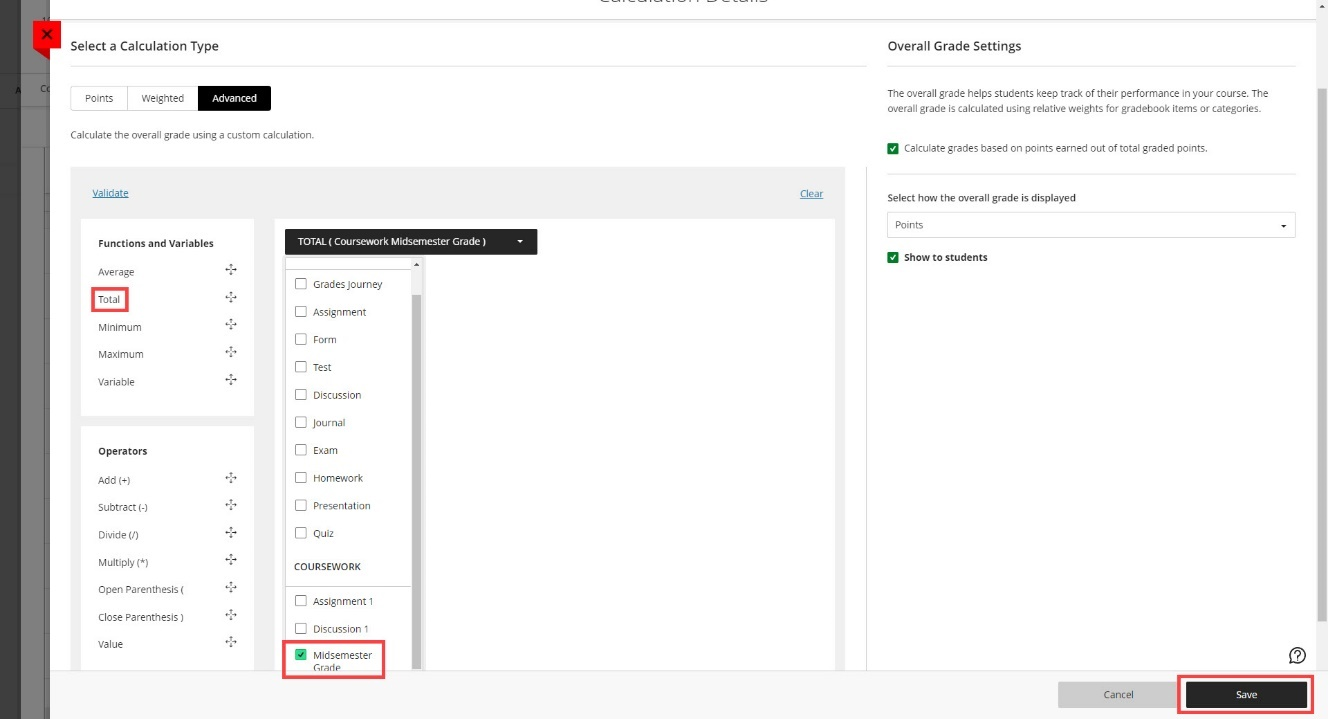 Calculation Details
Select a Calculation Type
Points
Weighted
Advanced
Calculate the overall grade using a custom calculation.
Validate
Clear
Functions and Variables
Average
Total
Minimum
Maximum
Variable
Operators
Add (+)
Subtract (-)
Divide (/)
Multiply (*)
Open Parenthesis (
Close Parenthesis )
Value
TOTAL ( Coursework Midsemester Grade )
Grades Journey
Assignment
Form
Test
Discussion
Journal
Exam
Homework
Presentation
Quiz
COURSEWORK
Assignment 1
Discussion 1
Midsemester
Grade
Overall Grade Settings
The overall grade helps students keep track of their performance in your course. The
overall grade is calculated using relative weights for gradebook items or categories.
Calculate grades based on points earned out of total graded points.
Select how the overall grade is displayed
Points
Show to students
Cancel
Save